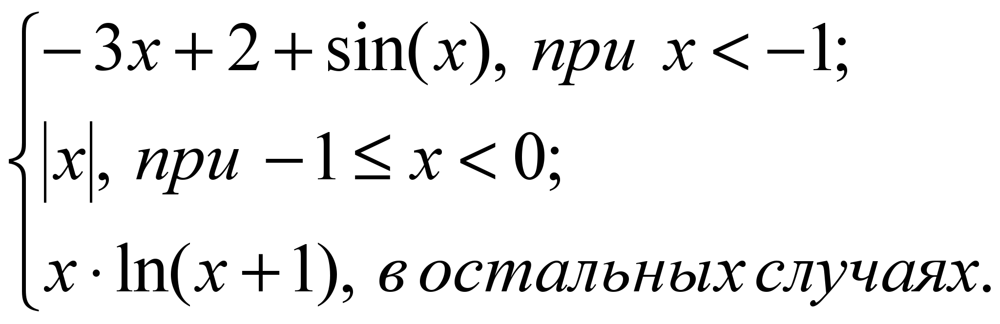 − 3x + 2 + sin(x), при x < −1;
|x|, при − 1 ≤ x < 0;
x · ln(x + 1), в остальных случаях.